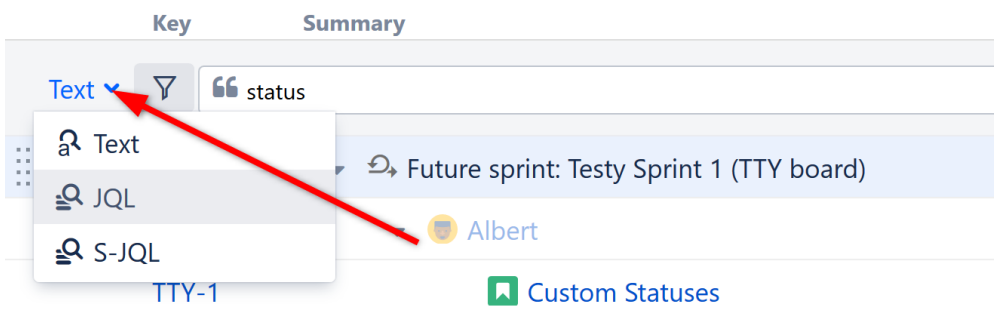 Key Summary
Text status
Text
JQL
S-JQL
Future sprint: Testy Sprint 1 (TTY board)
Albert
TTY-1 Custom Statuses